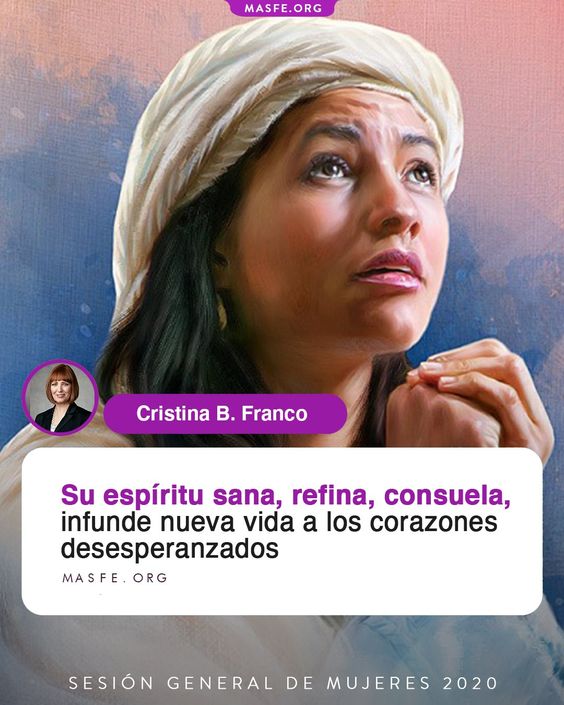 MASFE.ORG
Cristina B. Franco
Su espíritu sana, refina, consuela,
infunde nueva vida a los corazones
desesperanzados
MASFE.ORG
SESIÓN GENERAL DE MUJERES 2020